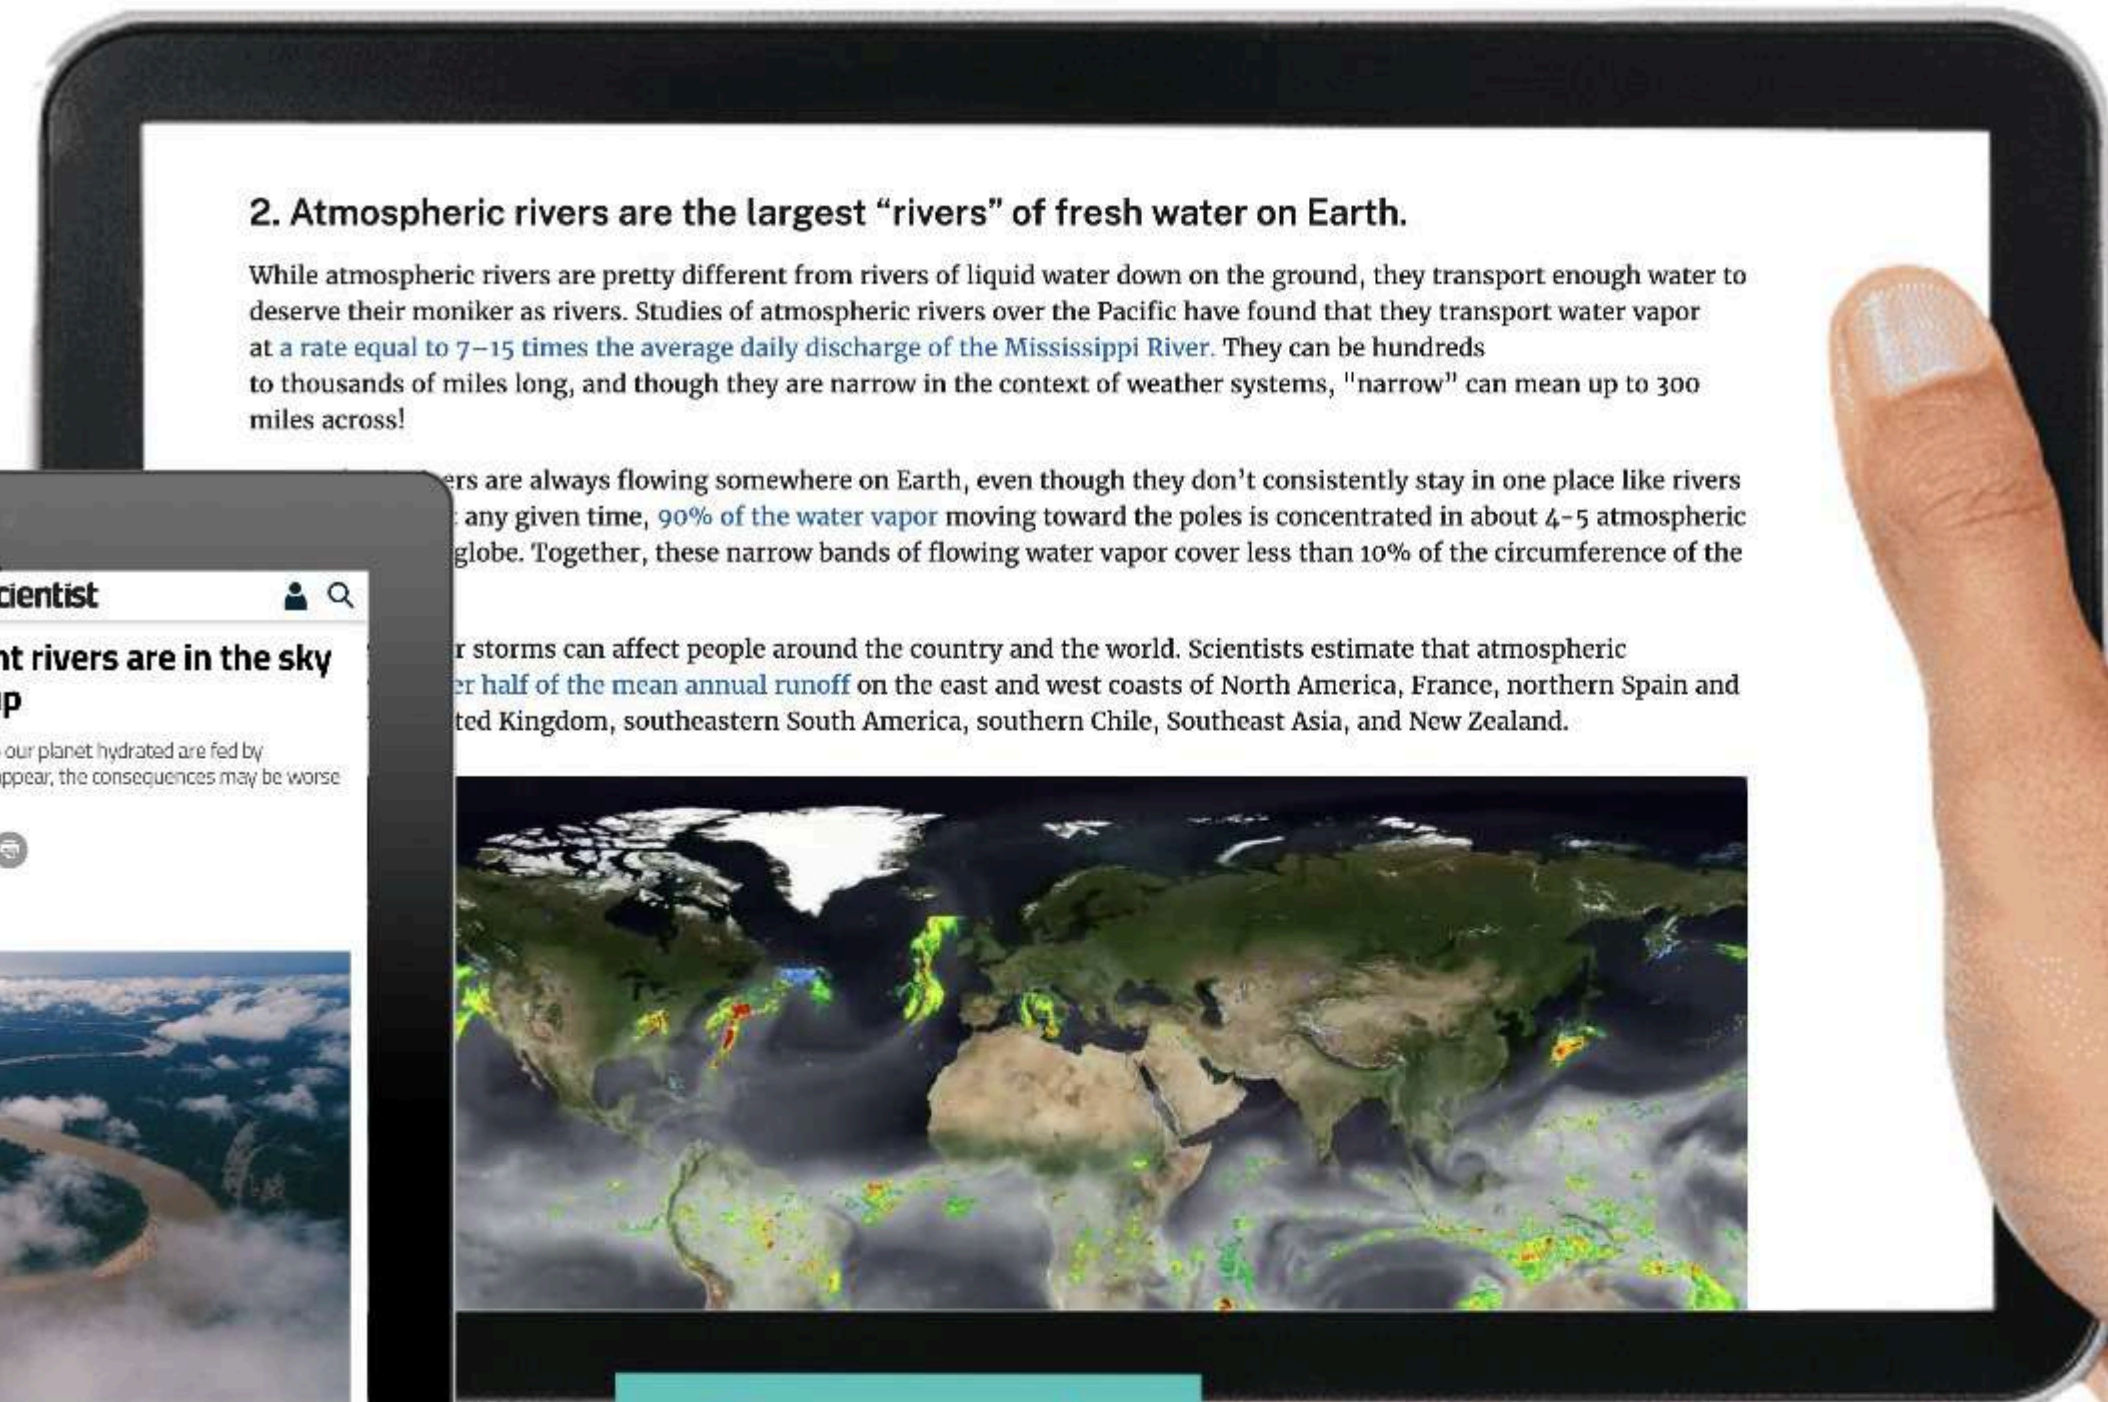 2. Atmospheric rivers are the largest “rivers” of fresh water on Earth.
While atmospheric rivers are pretty different from rivers of liquid water down on the ground, they transport enough water to
deserve their moniker as rivers. Studies of atmospheric rivers over the Pacific have found that they transport water vapor
at a rate equal to 7–15 times the average daily discharge of the Mississippi River. They can be hundreds
to thousands of miles long, and though they are narrow in the context of weather systems, "narrow” can mean up to 300
miles across!
are always flowing somewhere on Earth, even though they don’t consistently stay in one place like rivers
any given time, 90% of the water vapor moving toward the poles is concentrated in about 4-5 atmospheric
globe. Together, these narrow bands of flowing water vapor cover less than 10% of the circumference of the
storms can affect people around the country and the world. Scientists estimate that atmospheric
half of the mean annual runoff on the east and west coasts of North America, France, northern Spain and
Kingdom, southeastern South America, southern Chile, Southeast Asia, and New Zealand.
rivers are in the sky
our planet hydrated are fed by
the consequences may be worse